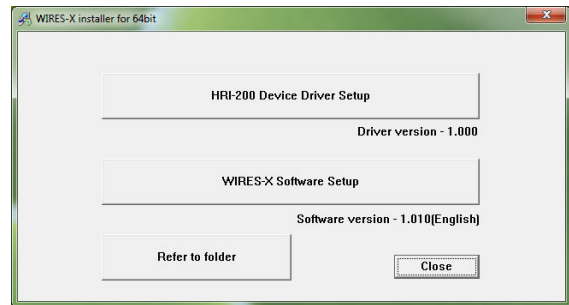 WIRES-X installer for 64bit
HRI-200 Device Driver Setup
Driver version - 1.000
WIRES-X Software Setup
Software version - 1.010(English)
Refer to folder
Close